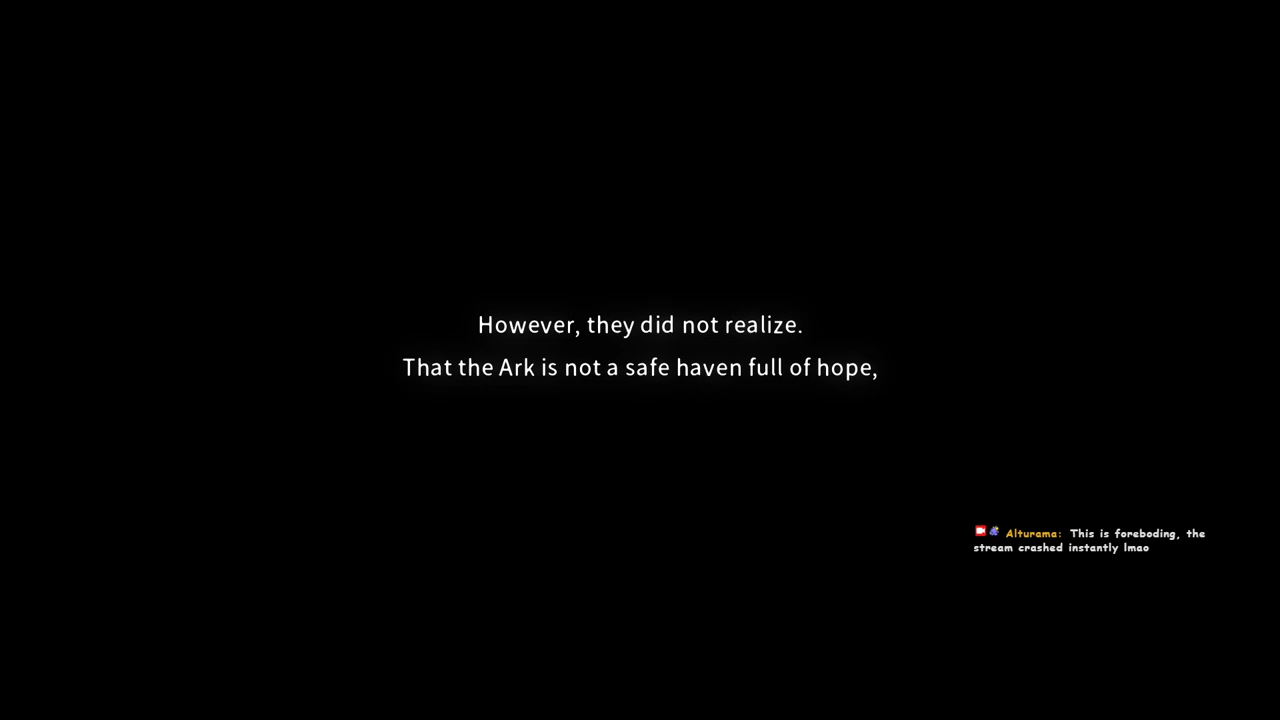 However, they did not realize.
That the Ark is not a safe haven full of hope,
Alturama: This is foreboding, the
stream crashed instantly lmao